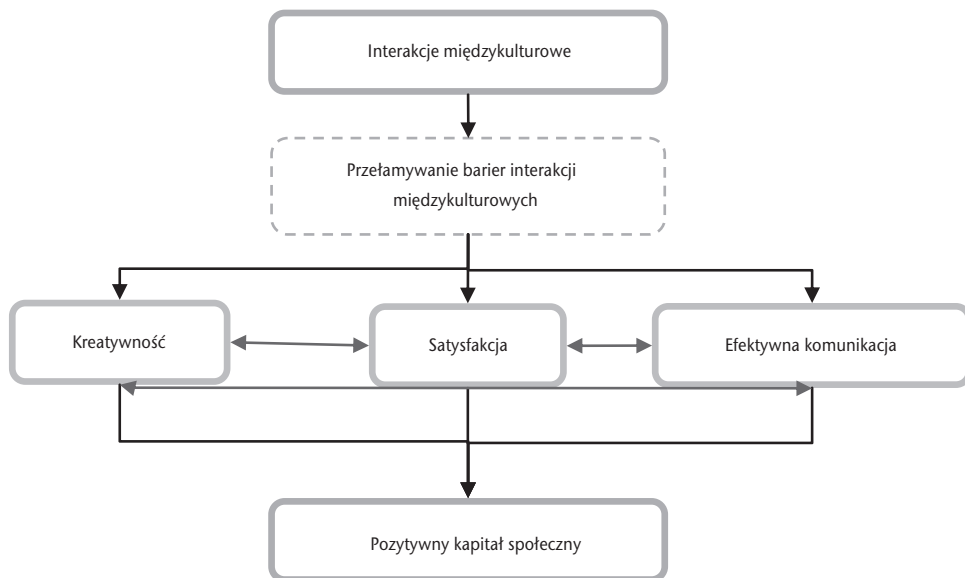 Interakcje międzykulturowe
Przełamywanie barier interakcji
międzykulturowych
Kreatywność
Satysfakcja
Efektywna komunikacja
Pozytywny kapitał społeczny